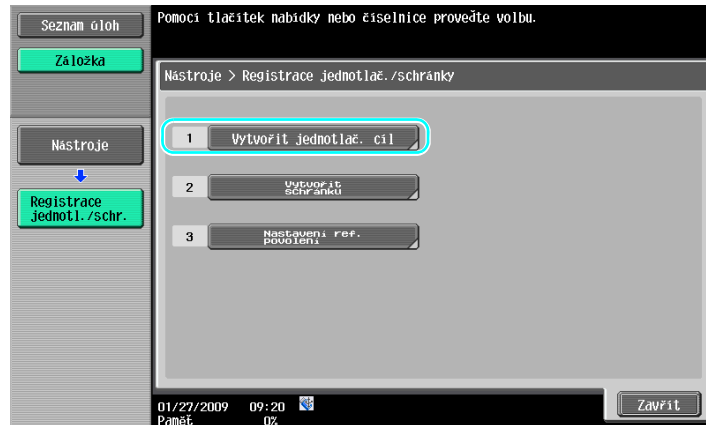 Seznam úloh
Záložka
Pomocí tlačítek nabídky nebo číselnice proveďte volbu.
Nástroje > Registrace jednotlač./schránky
Nástroje
Registrace
jednotl./schr.
1 Vytvořit jednotlač. cíl
2 Vytvořit
schránku
3 Nastavení ref.
povolení
01/27/2009 09:20
Paměť 0%
Zavřít